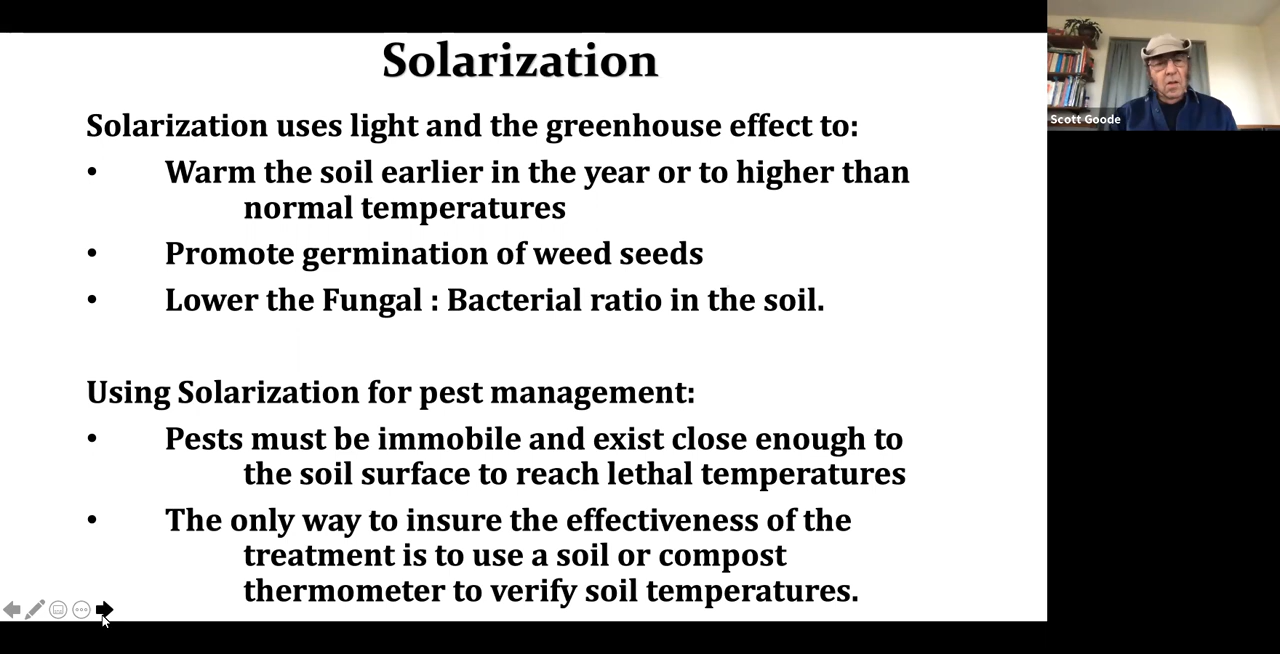 Solarization
Solarization uses light and the greenhouse effect to:
• Warm the soil earlier in the year or to higher than
normal temperatures
• Promote germination of weed seeds
• Lower the Fungal : Bacterial ratio in the soil.
Using Solarization for pest management:
• Pests must be immobile and exist close enough to
the soil surface to reach lethal temperatures
• The only way to insure the effectiveness of the
treatment is to use a soil or compost
thermometer to verify soil temperatures.
Scott Goode